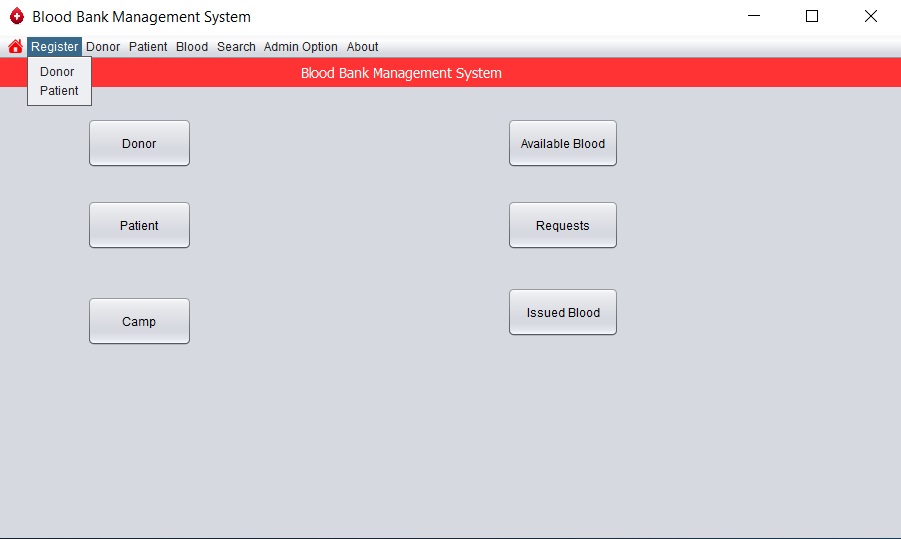 Blood Bank Management System
Register Donor Patient Blood Search Admin Option About
Donor
Patient
Blood Bank Management System
Donor
Available Blood
Patient
Requests
Camp
Issued Blood